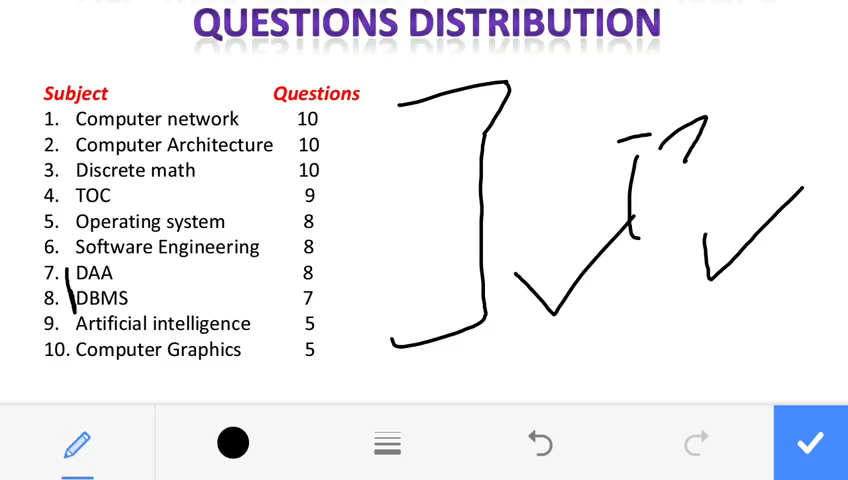 QUESTIONS DISTRIBUTION
Subject Questions
1. Computer network 10
2. Computer Architecture 10
3. Discrete math 10
4. TOC 9
5. Operating system 8
6. Software Engineering 8
7. DAA 8
8. DBMS 7
9. Artificial intelligence 5
10. Computer Graphics 5